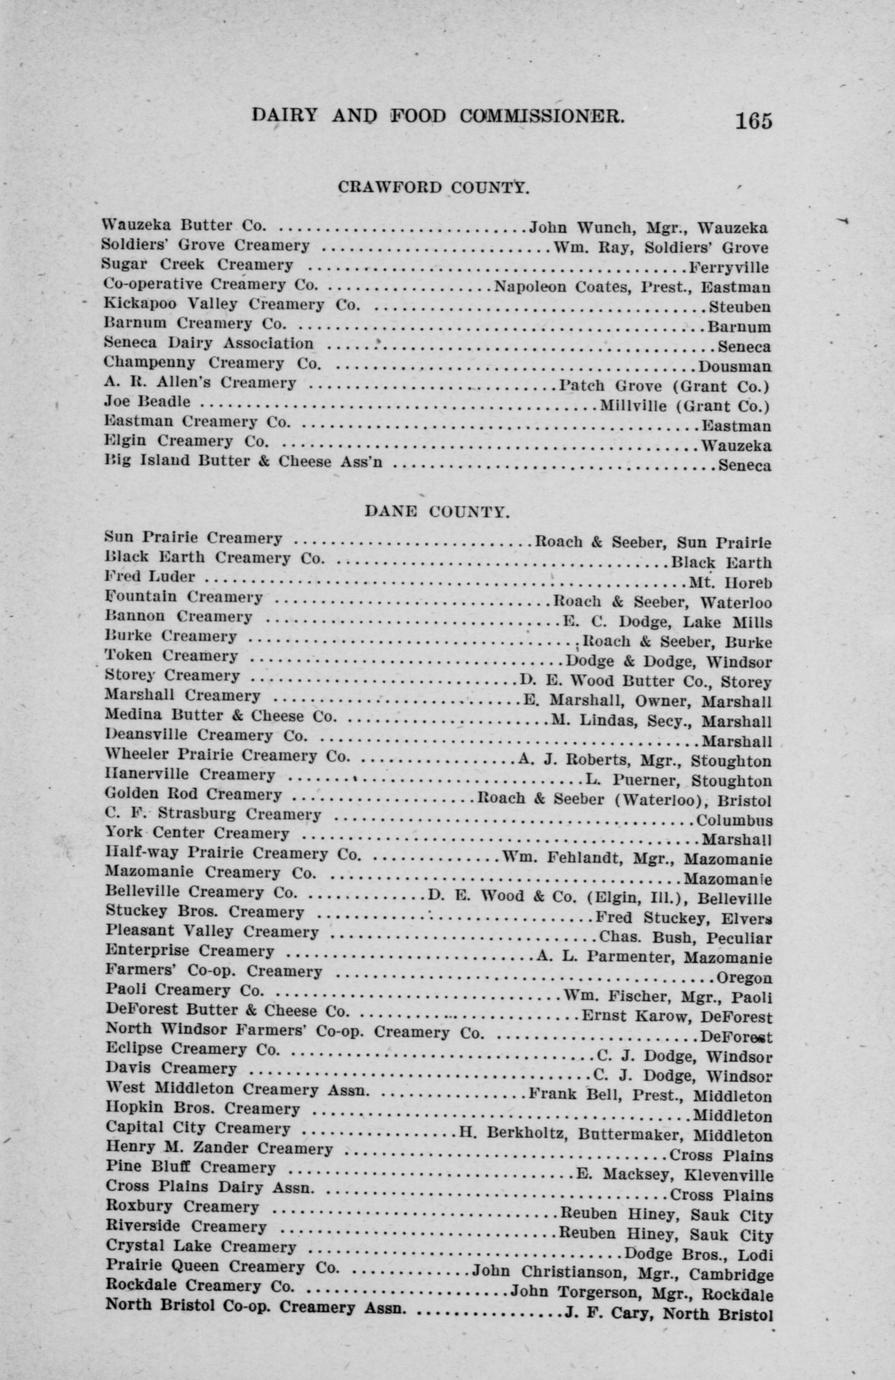 DAIRY AND FOOD COMMISSIONER. 165
CRAWFORD COUNTY.
Wauzeka Butter Co. ...........................John Wunch, Mgr., Wauzeka
Soldiers' Grove Creamery .........................Wm. Ray, Soldiers' Grove
Sugar Creek Creamery .........................................Ferryville
Co-operative Creamery Co. ..................Napoleon Coates, Prest., Eastman
Kickapoo Valley Creamery Co. ....................................Steuben
Barnum Creamery Co. ............................................Barnum
Seneca Dairy Association ..........................................Seneca
Champenny Creamery Co. .......................................Dousman
A. R. Allen's Creamery ...........................Patch Grove (Grant Co.)
Joe Beadle ...........................................Millville (Grant Co.)
Eastman Creamery Co. ...........................................Eastman
Elgin Creamery Co. .............................................Wauzeka
Big Island Butter & Cheese Ass'n ...................................Seneca
DANE COUNTY.
Sun Prairie Creamery ..........................Roach & Seeber, Sun Prairie
Black Earth Creamery Co. ....................................Black Earth
Fred Luder ....................................................Mt. Horeb
Fountain Creamery ..............................Roach & Seeber, Waterloo
Bannon Creamery ................................E. C. Dodge, Lake Mills
Burke Creamery ...................................Roach & Seeber, Burke
Token Creamery ..................................Dodge & Dodge, Windsor
Storey Creamery .............................D. E. Wood Butter Co., Storey
Marshall Creamery ...........................E. Marshall, Owner, Marshall
Medina Butter & Cheese Co. ......................M. Lindas, Secy., Marshall
Deansville Creamery Co. .........................................Marshall
Wheeler Prairie Creamery Co. .................A. J. Roberts, Mgr., Stoughton
Hanerville Creamery ................................L. Puerner, Stoughton
Golden Rod Creamery ....................Roach & Seeber (Waterloo), Bristol
C. F. Strasburg Creamery .......................................Columbus
York Center Creamery ...........................................Marshall
Half-way Prairie Creamery Co. ..............Wm. Fehlandt, Mgr., Mazomanie
Mazomanie Creamery Co. ......................................Mazomanie
Belleville Creamery Co. .............D. E. Wood & Co. (Elgin, Ill.), Belleville
Stuckey Bros. Creamery ..............................Fred Stuckey, Elvers
Pleasant Valley Creamery .............................Chas. Bush, Peculiar
Enterprise Creamery ...........................A. L. Parmenter, Mazomanie
Farmers' Co-op. Creamery .........................................Oregon
Paoli Creamery Co. ...............................Wm. Fischer, Mgr., Paoli
DeForest Butter & Cheese Co. ........................Ernst Karow, DeForest
North Windsor Farmers' Co-op. Creamery Co. ......................DeForest
Eclipse Creamery Co. .................................C. J. Dodge, Windsor
Davis Creamery .....................................C. J. Dodge, Windsor
West Middleton Creamery Assn. ................Frank Bell, Prest., Middleton
Hopkin Bros. Creamery .........................................Middleton
Capital City Creamery .................H. Berkholtz, Buttermaker, Middleton
Henry M. Zander Creamery ...................................Cross Plains
Pine Bluff Creamery ...............................E. Macksey, Klevenville
Cross Plains Dairy Assn. .....................................Cross Plains
Roxbury Creamery ...............................Reuben Hiney, Sauk City
Riverside Creamery ..............................Reuben Hiney, Sauk City
Crystal Lake Creamery ..................................Dodge Bros., Lodi
Prairie Queen Creamery Co. .............John Christianson, Mgr., Cambridge
Rockdale Creamery Co. ......................John Torgerson, Mgr., Rockdale
North Bristol Co-op. Creamery Assn. ................J. F. Cary, North Bristol